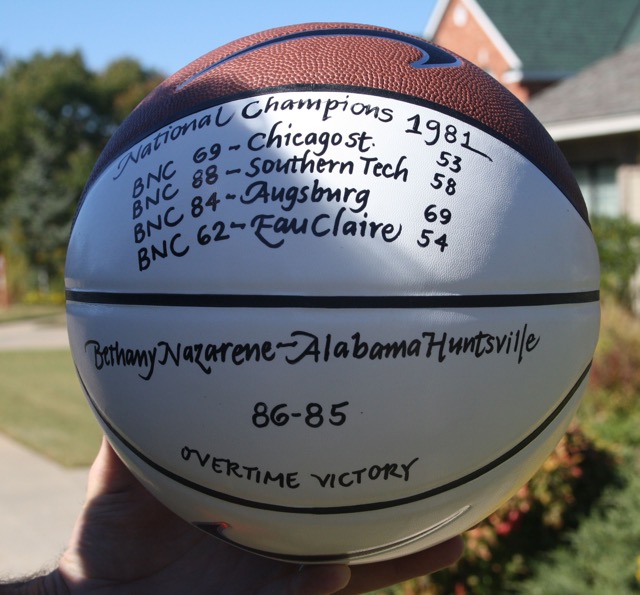 National Champions 1981
BNC 69-Chicago St. 53
BNC 88-Southern Tech 58
BNC 84-Augsburg 69
BNC 62-Eau Claire 54
Bethany Nazarene-Alabama Huntsville
86-85
OVERTIME VICTORY